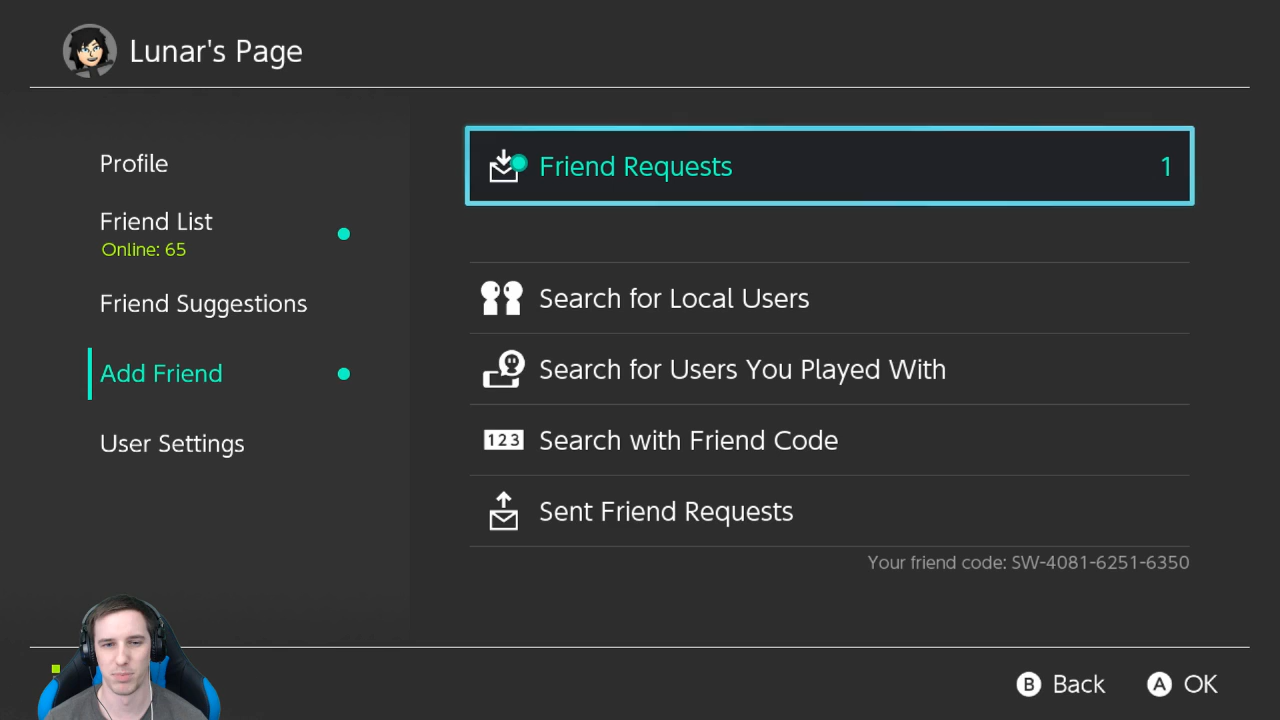 Lunar's Page
Profile
Friend List
Online: 65
Friend Suggestions
Add Friend
User Settings
Friend Requests 1
Search for Local Users
Search for Users You Played With
123 Search with Friend Code
Sent Friend Requests
Your friend code: SW-4081-6251-6350
B Back A OK